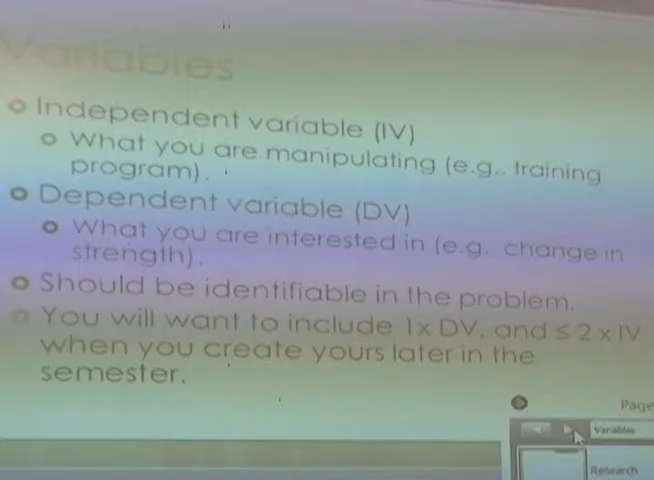 Variables
Independent variable (IV)
What you are manipulating (e.g.. training
program).
Dependent variable (DV)
What you are interested in (e.g. change in
strength).
Should be identifiable in the problem.
You will want to include 1x DV, and ≤ 2 x IV
when you create yours later in the
semester.
Page
Variables
Research